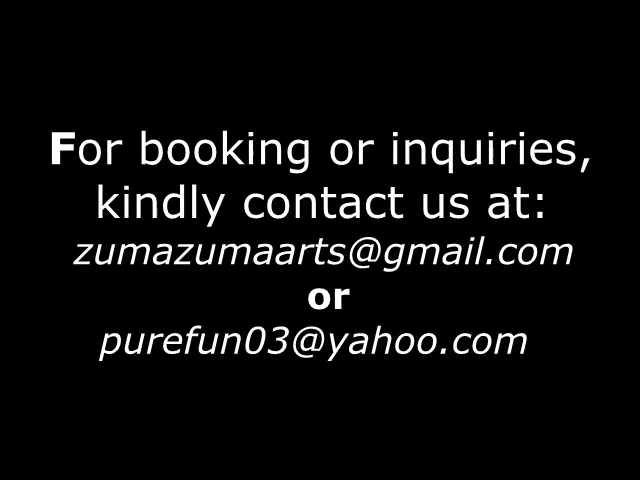 For booking or inquiries,
kindly contact us at:
zumazumaarts@gmail.com
or
purefun03@yahoo.com